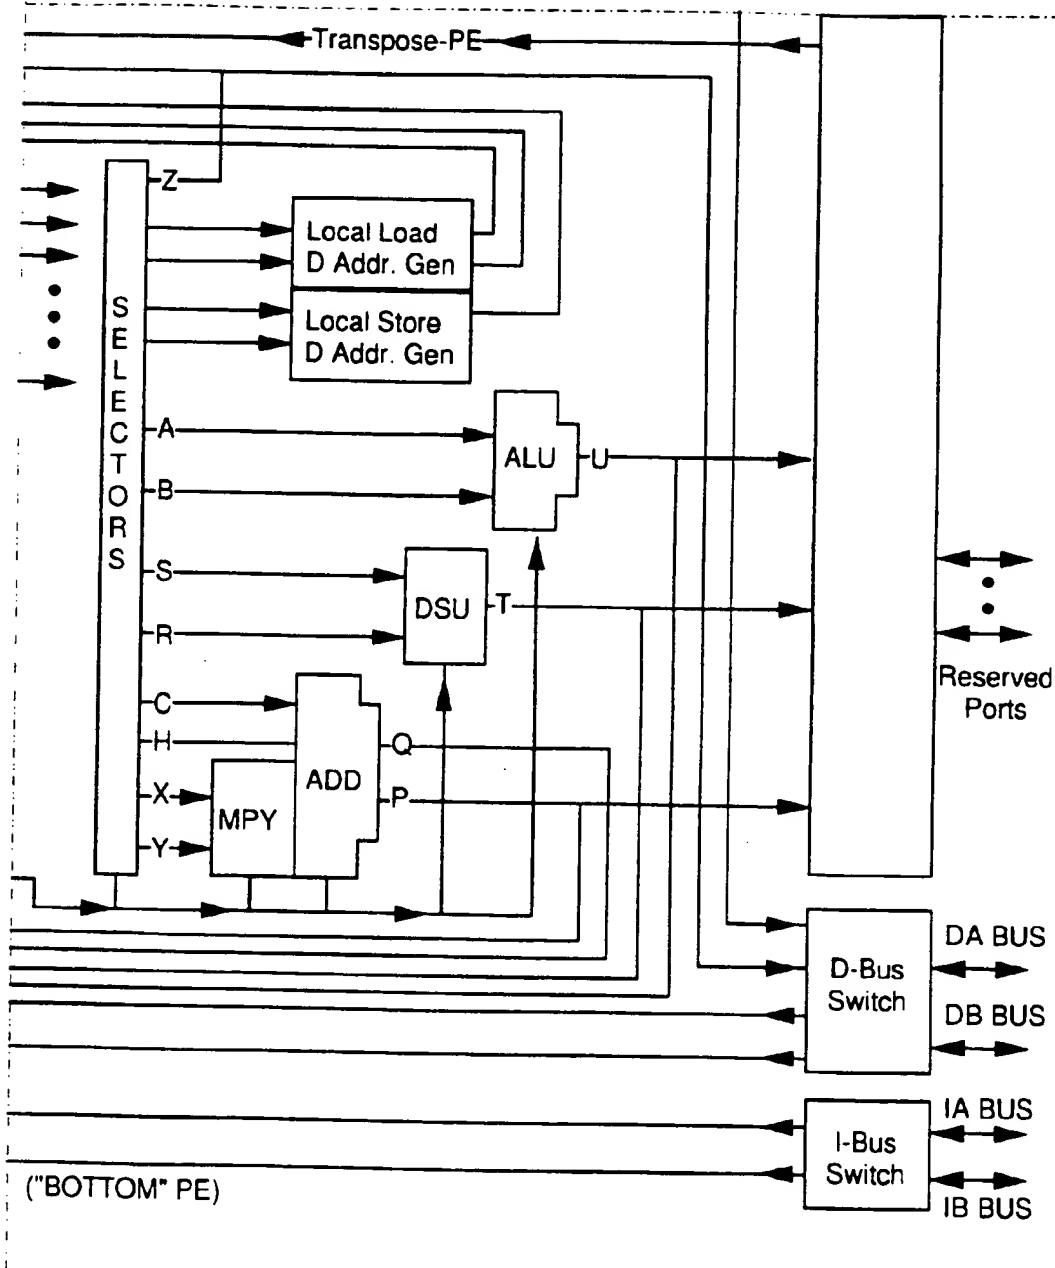 Transpose-PE
Z
Local Load
D Addr. Gen
Local Store
D Addr. Gen
SELECTORS
A
B
ALU
U
S
R
DSU
T
C
H
X
Y
MPY
ADD
Q
P
Reserved
Ports
D-Bus
Switch
DA BUS
DB BUS
I-Bus
Switch
IA BUS
IB BUS
("BOTTOM" PE)